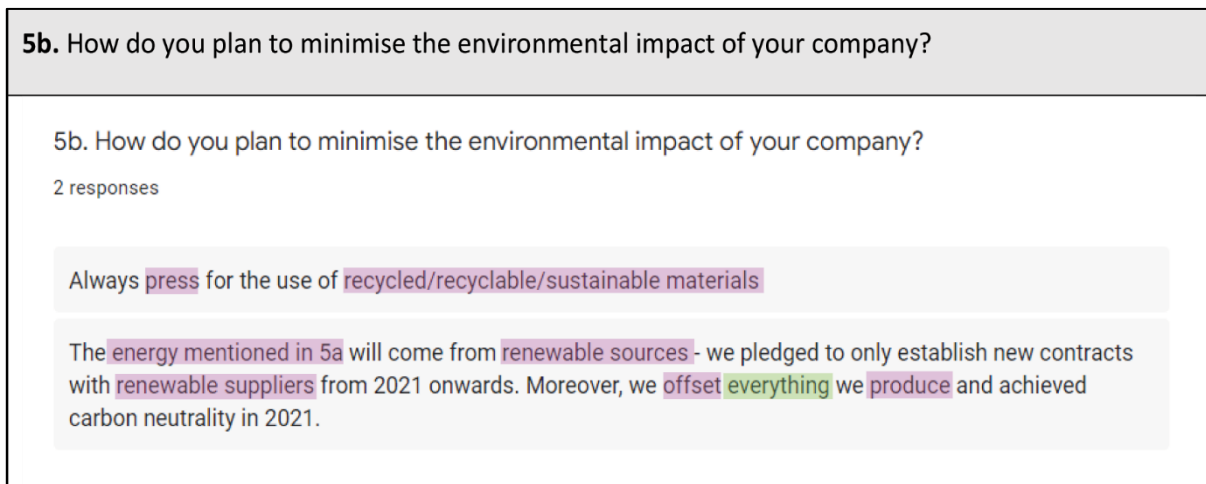 5b. How do you plan to minimise the environmental impact of your company?
5b. How do you plan to minimise the environmental impact of your company?
2 responses
Always press for the use of recycled/recyclable/sustainable materials
The energy mentioned in 5a will come from renewable sources - we pledged to only establish new contracts
with renewable suppliers from 2021 onwards. Moreover, we offset everything we produce and achieved
carbon neutrality in 2021.